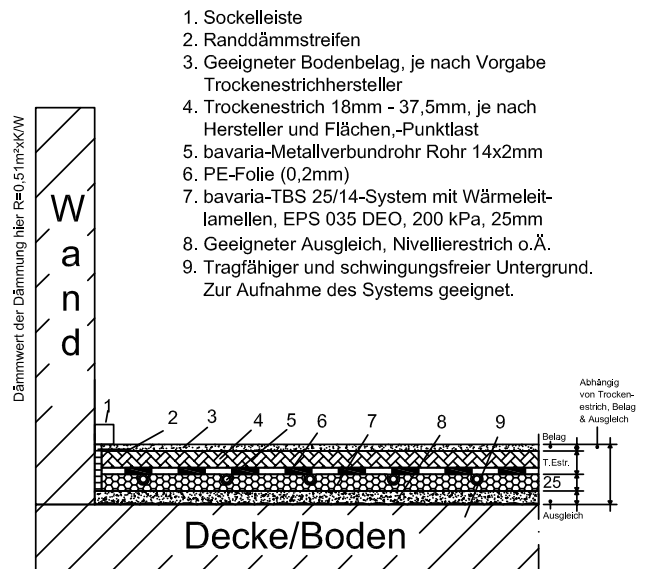 1. Sockelleiste
2. Randdämmstreifen
3. Geeigneter Bodenbelag, je nach Vorgabe
Trockenestrichhersteller
4. Trockenestrich 18mm - 37,5mm, je nach
Hersteller und Flächen,-Punktlast
5. bavaria-Metallverbundrohr Rohr 14x2mm
6. PE-Folie (0,2mm)
7. bavaria-TBS 25/14-System mit Wärmeleit-
lamellen, EPS 035 DEO, 200 kPa, 25mm
8. Geeigneter Ausgleich, Nivellierestrich o.Ä.
9. Tragfähiger und schwingungsfreier Untergrund.
Zur Aufnahme des Systems geeignet.
Dämmwert der Dämmung hier R=0,51m²xK/W
Wand
Abhängig
von Trocken-
estrich, Belag
& Ausgleich
1
2 3 4 5 6 7 8 9
Belag
T.Estr.
25
Ausgleich
Decke/Boden